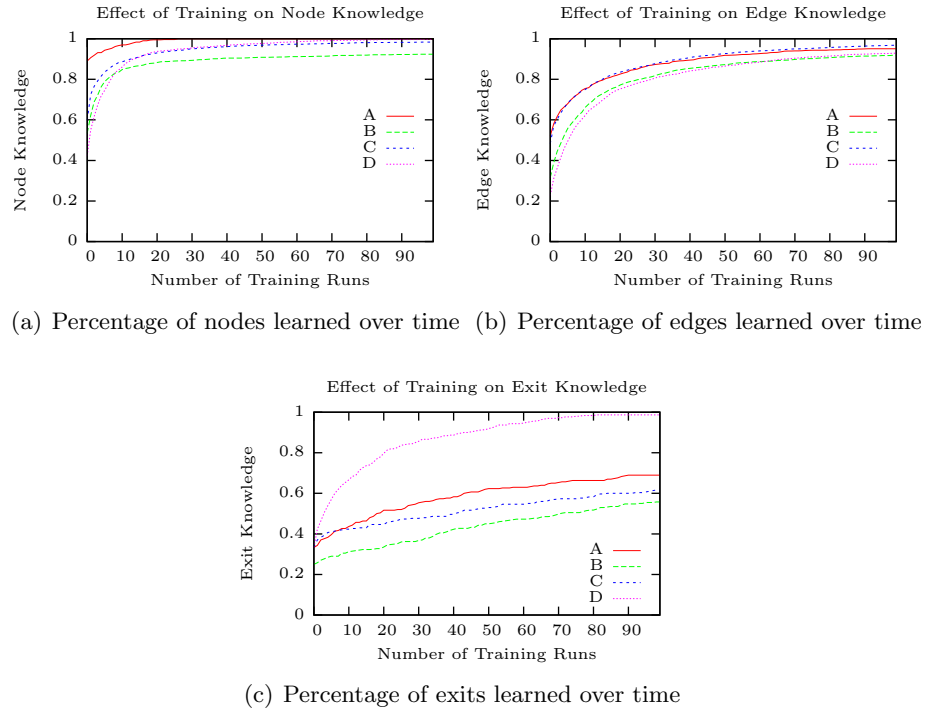 Effect of Training on Node Knowledge
1
0.8
0.6
0.4
0.2
0
Node Knowledge
A
B
C
D
0 10 20 30 40 50 60 70 80 90
Number of Training Runs
(a) Percentage of nodes learned over time
Effect of Training on Edge Knowledge
1
0.8
0.6
0.4
0.2
0
Edge Knowledge
A
B
C
D
0 10 20 30 40 50 60 70 80 90
Number of Training Runs
(b) Percentage of edges learned over time
Effect of Training on Exit Knowledge
1
0.8
0.6
0.4
0.2
0
Exit Knowledge
A
B
C
D
0 10 20 30 40 50 60 70 80 90
Number of Training Runs
(c) Percentage of exits learned over time